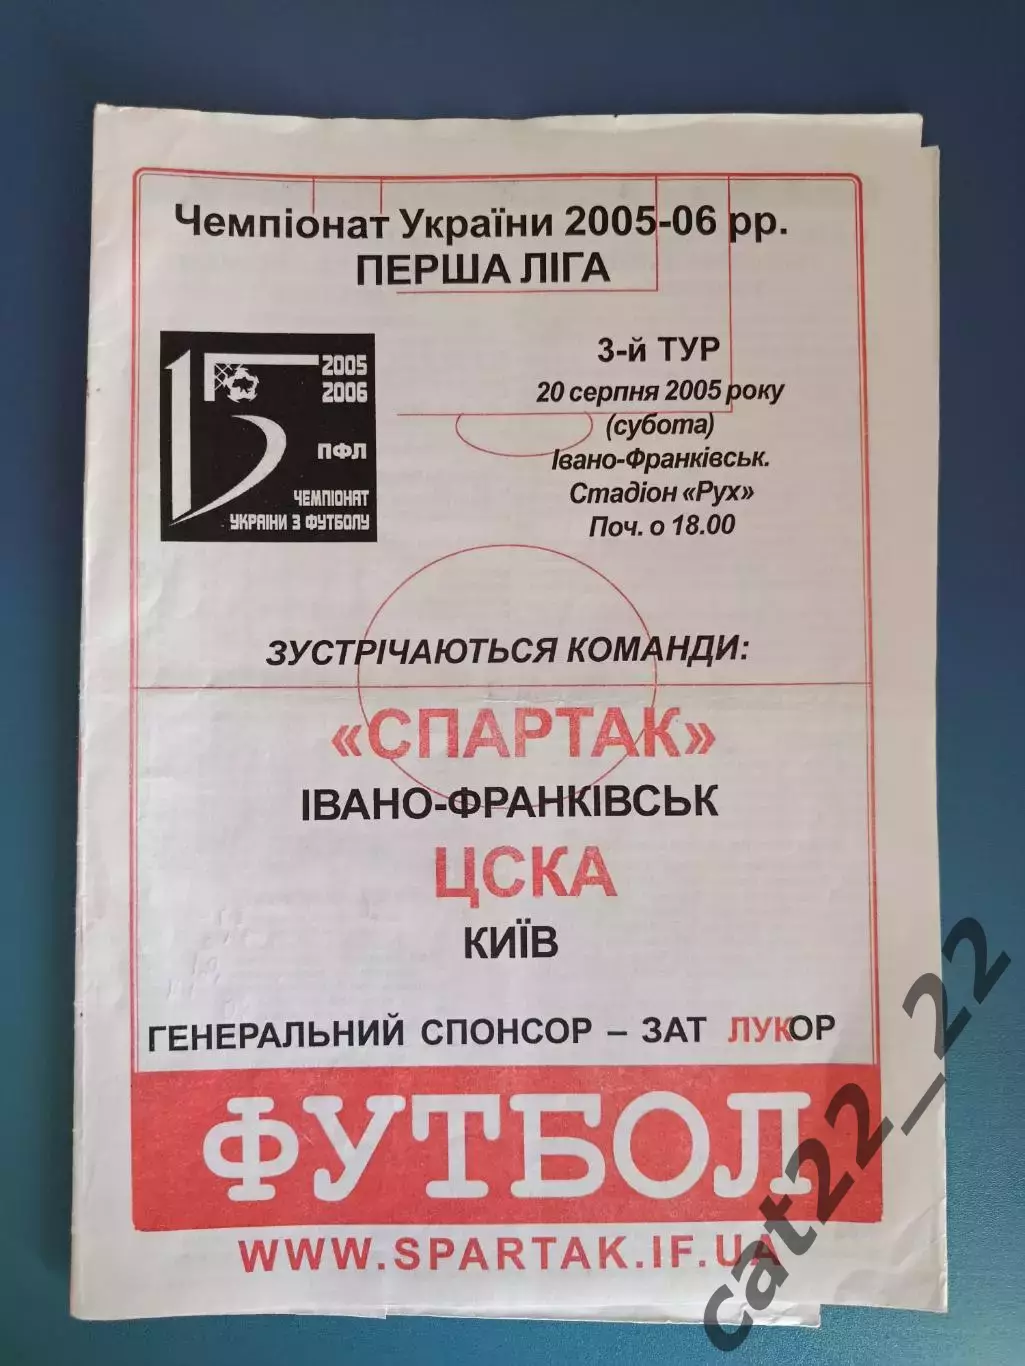 Чемпіонат України 2005-06 рр.
ПЕРША ЛІГА
2005
2006
ПФЛ
ЧЕМПІОНАТ
УКРАЇНИ З ФУТБОЛУ
3-й ТУР
20 серпня 2005 року
(субота)
Івано-Франківськ.
Стадіон «Рух»
Поч. о 18.00
ЗУСТРІЧАЮТЬСЯ КОМАНДИ:
«СПАРТАК»
ІВАНО-ФРАНКІВСЬК
ЦСКА
КИЇВ
ГЕНЕРАЛЬНИЙ СПОНСОР – ЗАТ ЛУКОР
ФУТБОЛ
WWW.SPARTAK.IF.UA
cat22_22